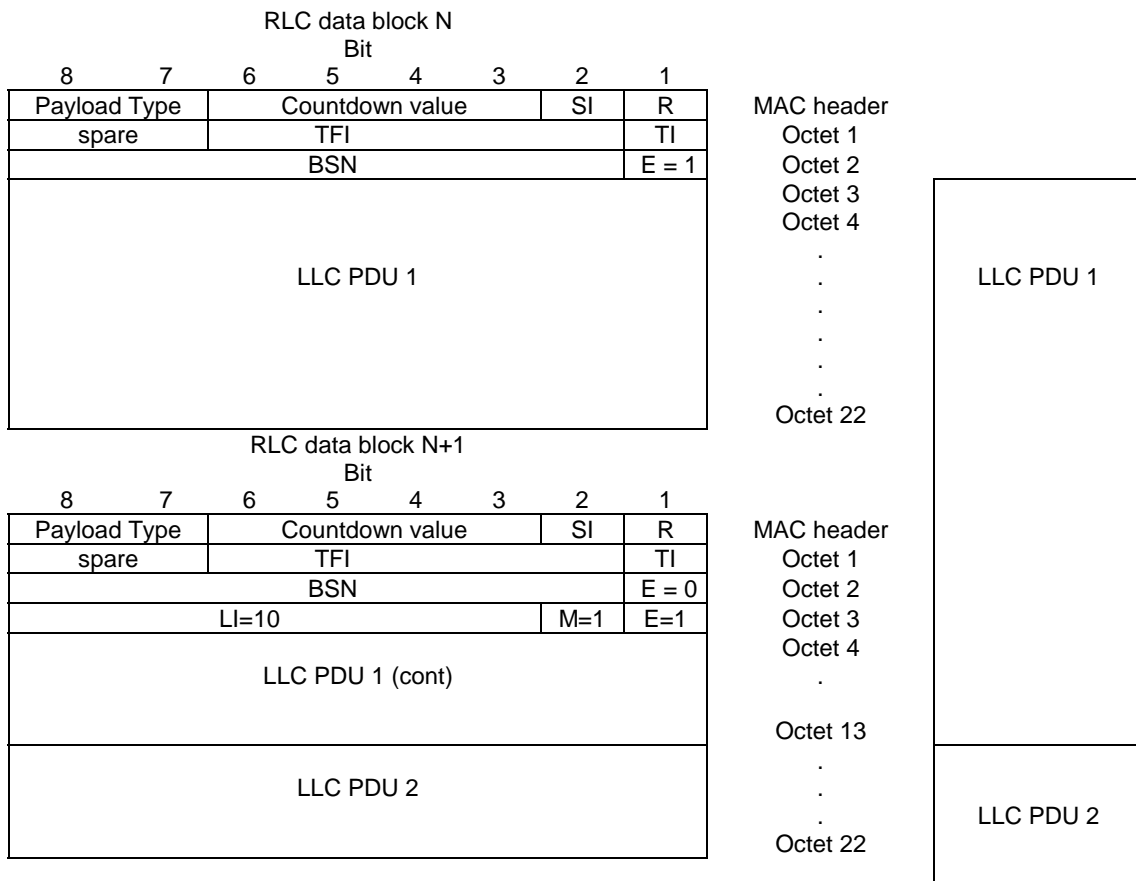 RLC data block N
Bit
8 7 6 5 4 3 2 1
Payload Type Countdown value SI R MAC header
spare TFI TI Octet 1
BSN E = 1 Octet 2
Octet 3
Octet 4
.
LLC PDU 1 . LLC PDU 1
.
.
.
.
Octet 22
RLC data block N+1
Bit
8 7 6 5 4 3 2 1
Payload Type Countdown value SI R MAC header
spare TFI TI Octet 1
BSN E = 0 Octet 2
LI=10 M=1 E=1 Octet 3
Octet 4
LLC PDU 1 (cont) .
Octet 13
.
LLC PDU 2 .
. LLC PDU 2
Octet 22